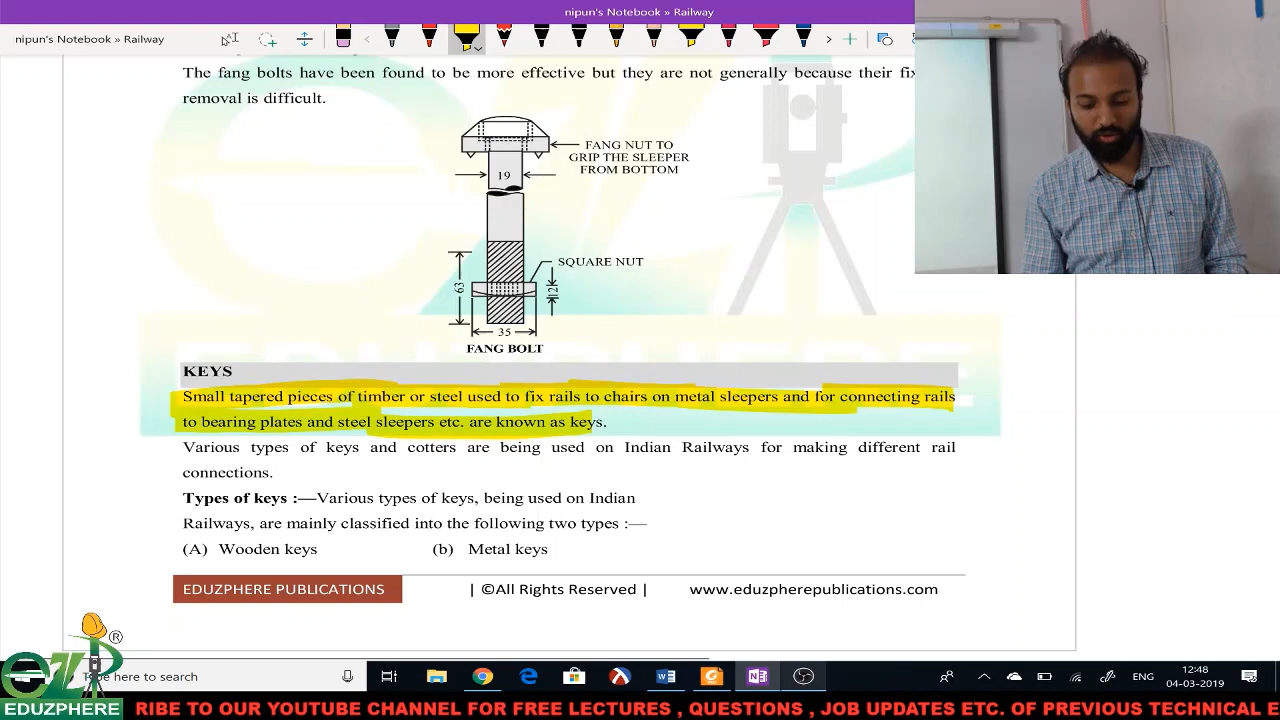 nipun's Notebook » Railway
nipun's Notebook » Railway
The fang bolts have been found to be more effective but they are not generally because their fix
removal is difficult.
FANG NUT TO
GRIP THE SLEEPER
FROM BOTTOM
19
SQUARE NUT
63
12
35
FANG BOLT
KEYS
Small tapered pieces of timber or steel used to fix rails to chairs on metal sleepers and for connecting rails
to bearing plates and steel sleepers etc. are known as keys.
Various types of keys and cotters are being used on Indian Railways for making different rail
connections.
Types of keys :—Various types of keys, being used on Indian
Railways, are mainly classified into the following two types :—
(A) Wooden keys (b) Metal keys
EDUZPHERE PUBLICATIONS | ©All Rights Reserved | www.eduzpherepublications.com
here to search
ENG
12:48
04-03-2019
EZ ®
EDUZPHERE
RIBE TO OUR YOUTUBE CHANNEL FOR FREE LECTURES , QUESTIONS , JOB UPDATES ETC. OF PREVIOUS TECHNICAL E